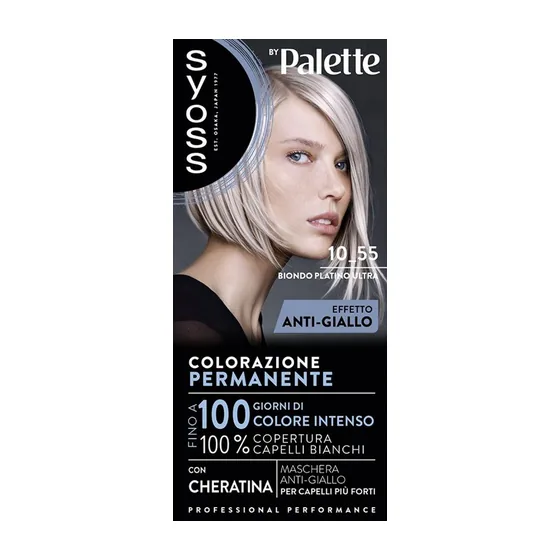 syoss
EST, OSAKA, JAPAN 1977
BY Palette
10_55
BIONDO PLATINO ULTRA
EFFETTO
ANTI-GIALLO
COLORAZIONE
PERMANENTE
FINO A 100 GIORNI DI
COLORE INTENSO
100% COPERTURA
CAPELLI BIANCHI
CON
CHERATINA
MASCHERA
ANTI-GIALLO
PER CAPELLI PIÙ FORTI
PROFESSIONAL PERFORMANCE